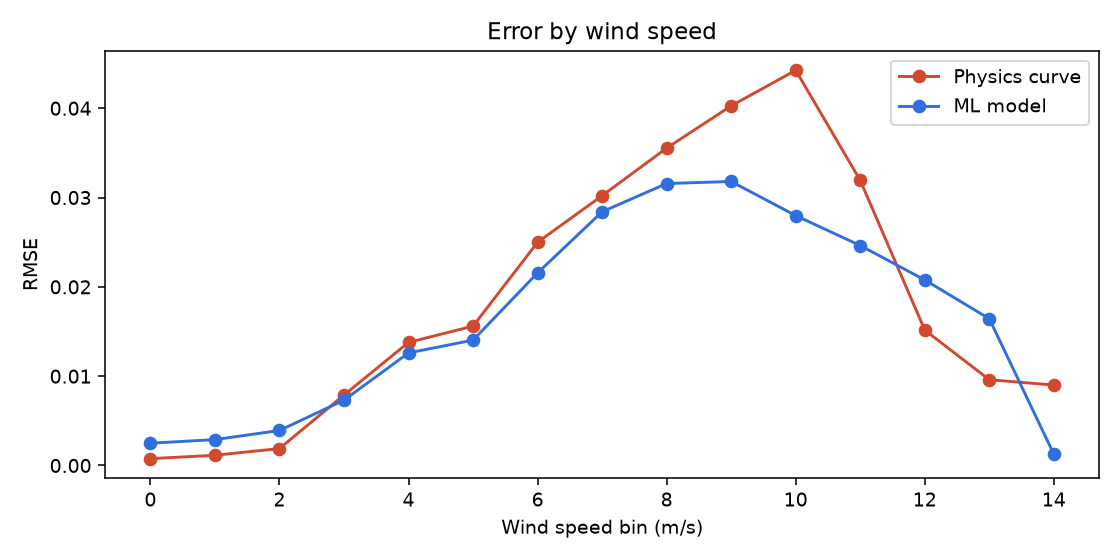 Error by wind speed
Physics curve
ML model
RMSE
0.04
0.03
0.02
0.01
0.00
0 2 4 6 8 10 12 14
Wind speed bin (m/s)